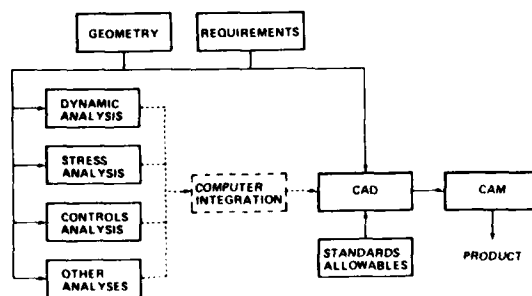 GEOMETRY
REQUIREMENTS
DYNAMIC
ANALYSIS
STRESS
ANALYSIS
CONTROLS
ANALYSIS
OTHER
ANALYSES
COMPUTER
INTEGRATION
CAD
CAM
STANDARDS
ALLOWABLES
PRODUCT